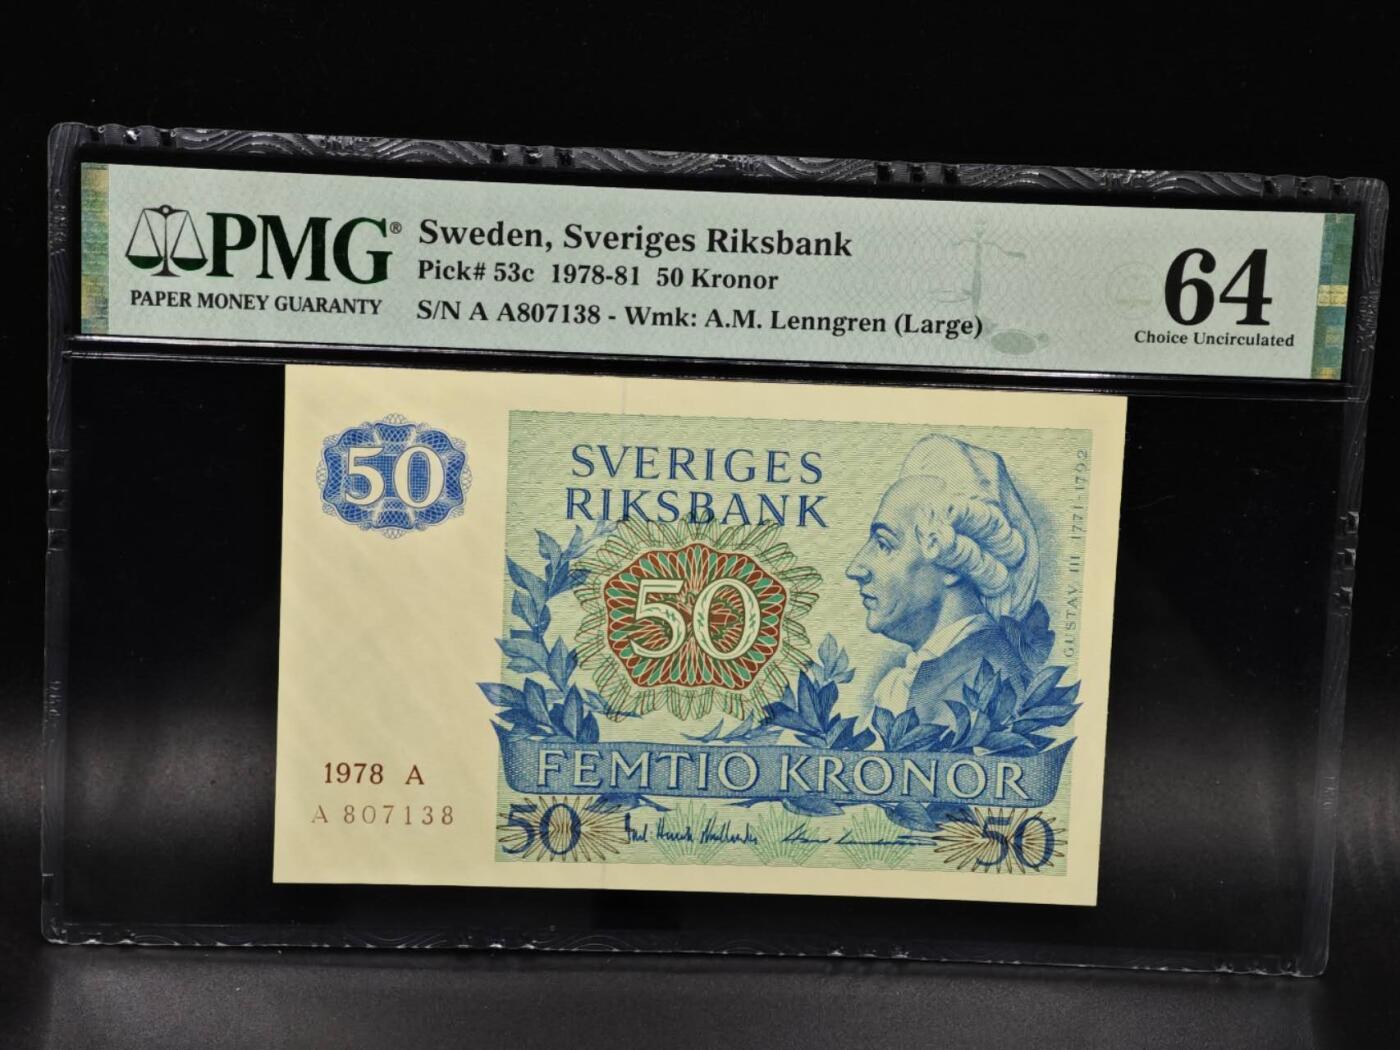 PMG®
PAPER MONEY GUARANTY
Sweden, Sveriges Riksbank
Pick# 53c 1978-81 50 Kronor
S/N A A807138 - Wmk: A.M. Lenngren (Large)
64
Choice Uncirculated
50
SVERIGES
RIKSBANK
50
GUSTAV III 1771-1792
1978 A
A 807138
FEMTIO KRONOR
50
50